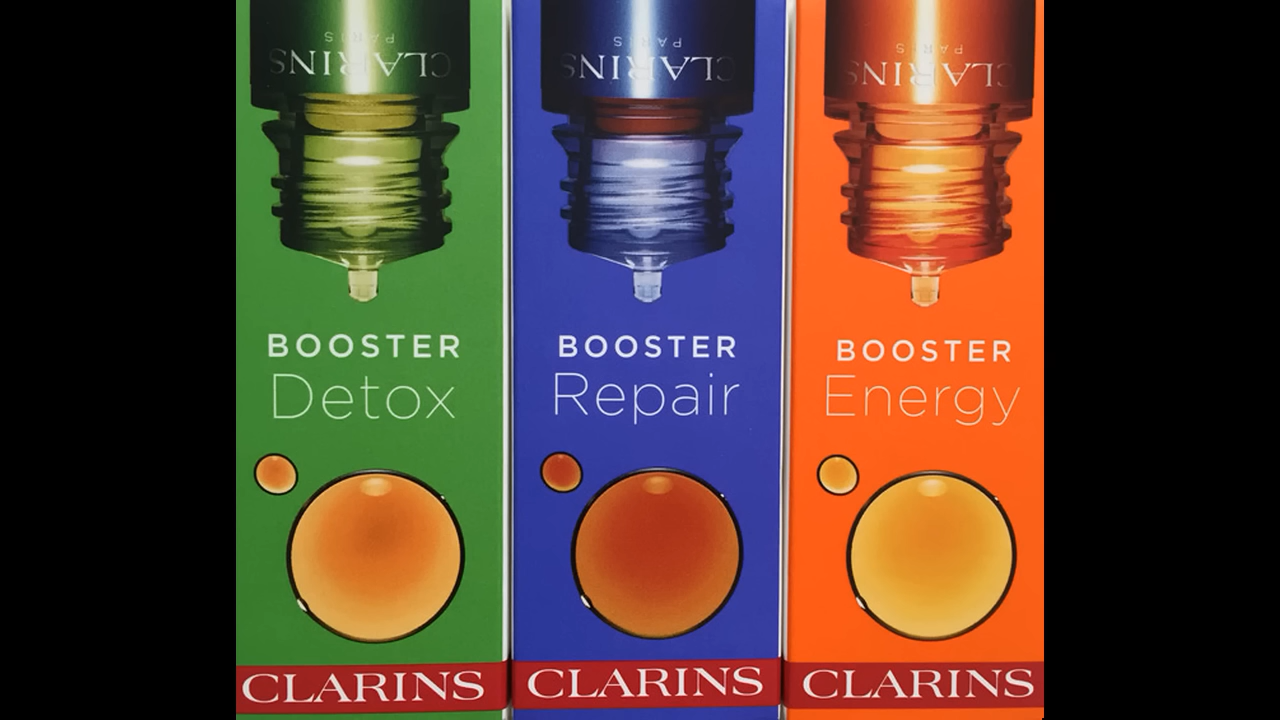 CLARINS
PARIS
BOOSTER
Detox
CLARINS
CLARINS
PARIS
BOOSTER
Repair
CLARINS
CLARINS
PARIS
BOOSTER
Energy
CLARINS